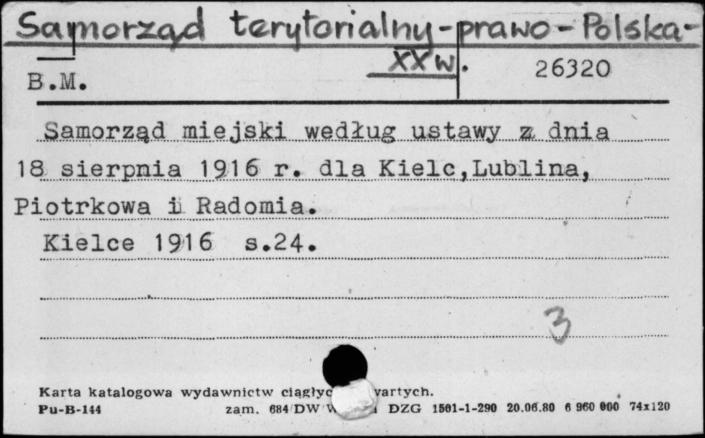 Samorząd terytorialny-prawo-Polska-
XX w.
26320
B.M.
Samorząd miejski według ustawy z dnia
18 sierpnia 1916 r. dla Kielc,Lublina,
Piotrkowa i Radomia.
Kielce 1916 s.24.
3
Karta katalogowa wydawnictw
Pu-B-144 zam. 684/DW DZG 1501-1-290 20.06.80 6 960 000 74x120